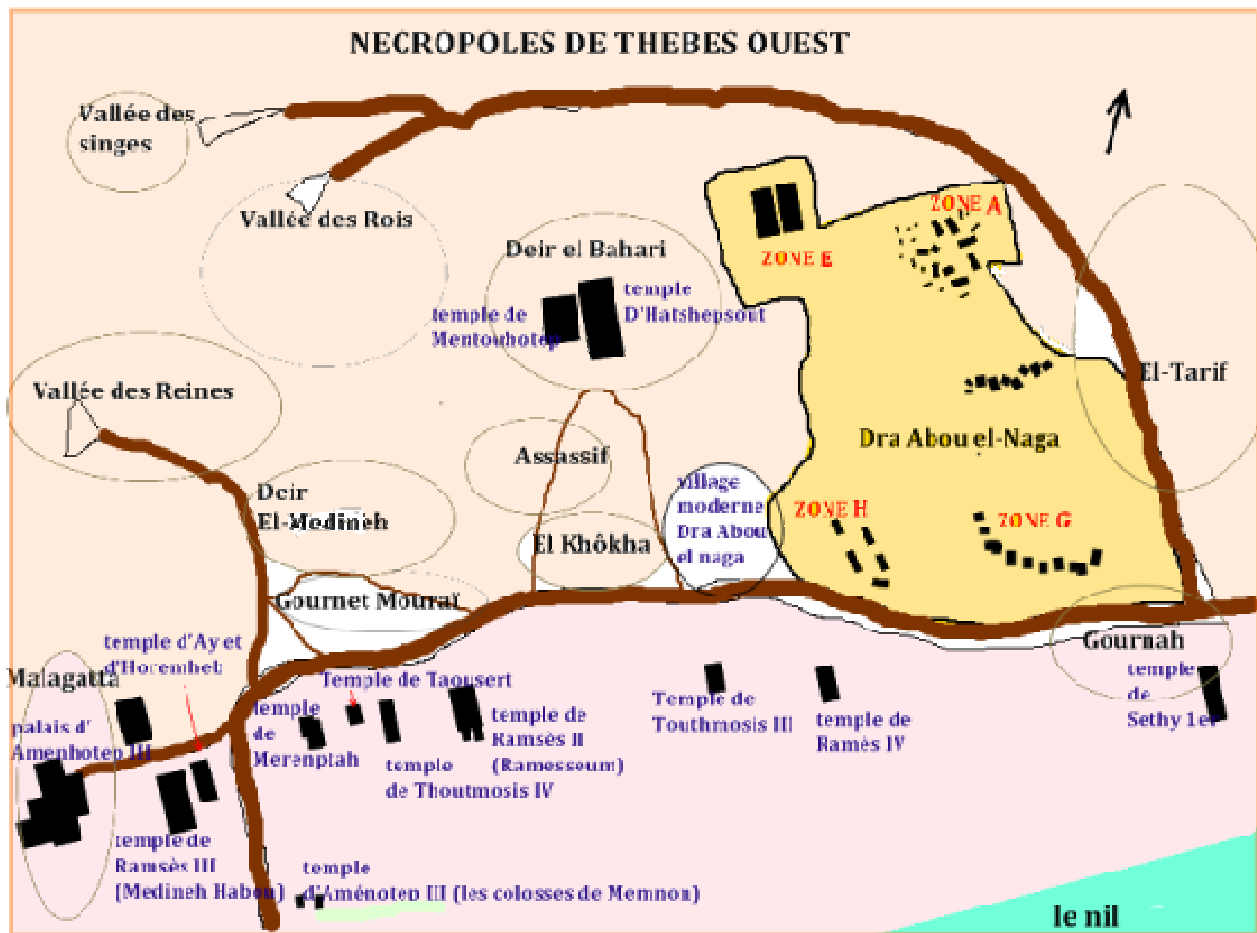 NECROPOLES DE THEBES OUEST
Vallée des
singes
ZONE A
Vallée des Rois
Deir el Bahari
ZONE E
temple
D'Hatshepsout
temple de
Mentouhotep
El-Tarif
Vallée des Reines
Dra Abou el-Naga
Assassif
village
moderne
Dra Abou
el naga
Deir
El-Medineh
ZONE H
ZONE G
El Khôkha
Gournet Mouraï
temple d'Ay et
d'Horemheb
Gournah
Malagatta
Temple de Taousert
temple
de
Sethy 1er
palais d'
Amenhotep III
temple
de
Merenptah
temple de
Ramsès II
(Ramesseum)
Temple de
Touthmosis III
temple de
Ramès IV
temple
de Thoutmosis IV
temple de
Ramsès III
(Medineh Habou)
temple
d'Aménotep III (les colosses de Memnon)
le nil